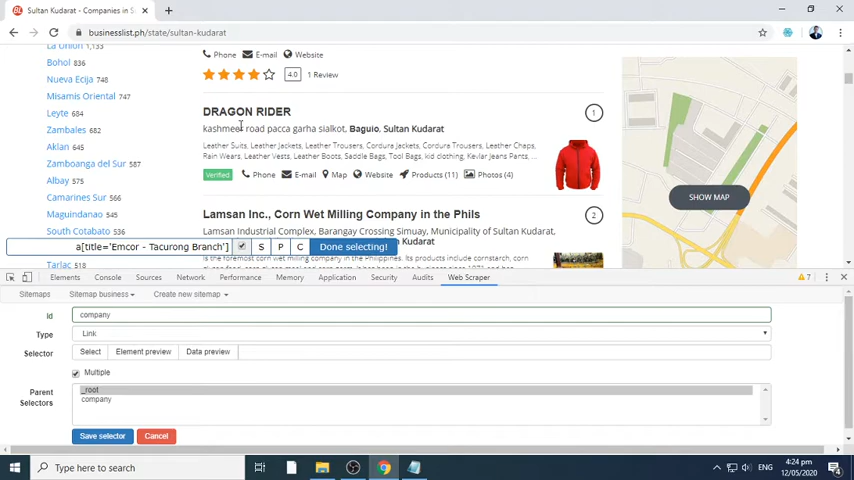 Sultan Kudarat - Companies in S
businesslist.ph/state/sultan-kudarat
La Union 1,133
Bohol 836
Nueva Ecija 748
Misamis Oriental 747
Leyte 684
Zambales 682
Aklan 645
Zamboanga del Sur 587
Albay 575
Camarines Sur 566
Maguindanao 545
South Cotabato 525
Tarlac 518
Phone E-mail Website
4.0 1 Review
DRAGON RIDER
1
kashmeer road pacca garha sialkot, Baguio, Sultan Kudarat
Leather Suits, Leather Jackets, Leather Trousers, Cordura Jackets, Cordura Trousers, Leather Chaps,
Rain Wears, Leather Vests, Leather Boots, Saddle Bags, Tool Bags, kid clothing, Kevlar Jeans Pants, ...
Verified Phone E-mail Map Website Products (11) Photos (4)
Lamsan Inc., Corn Wet Milling Company in the Phils
2
Lamsan Industrial Complex, Barangay Crossing Simuay, Municipality of Sultan Kudarat,
Kudarat
is the foremost corn wet milling company in the Philippines. Its products include cornstarch, corn
SHOW MAP
a[title='Emcor - Tacurong Branch'] S P C Done selecting!
Elements Console Sources Network Performance Memory Application Security Audits Web Scraper 7
Sitemaps Sitemap business Create new sitemap
Id company
Type Link
Selector Select Element preview Data preview
Multiple
Parent Selectors
_root
company
Save selector Cancel
Type here to search
ENG
4:24 pm
12/05/2020
4